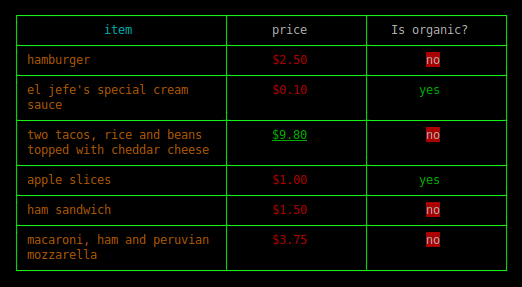 item price Is organic?
hamburger $2.50 no
el jefe's special cream $0.10 yes
sauce
two tacos, rice and beans $9.80 no
topped with cheddar cheese
apple slices $1.00 yes
ham sandwich $1.50 no
macaroni, ham and peruvian $3.75 no
mozzarella